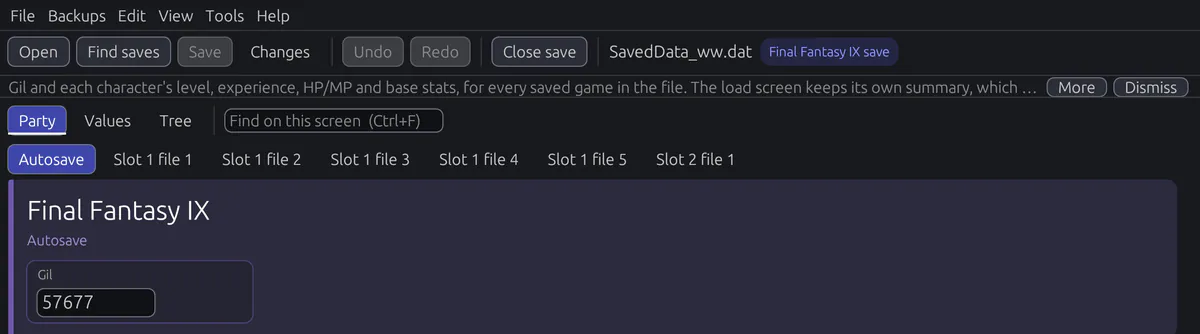 File Backups Edit View Tools Help
Open Find saves Save Changes Undo Redo Close save SavedData_ww.dat Final Fantasy IX save
Gil and each character's level, experience, HP/MP and base stats, for every saved game in the file. The load screen keeps its own summary, which ... More Dismiss
Party Values Tree Find on this screen (Ctrl+F)
Autosave Slot 1 file 1 Slot 1 file 2 Slot 1 file 3 Slot 1 file 4 Slot 1 file 5 Slot 2 file 1
Final Fantasy IX
Autosave
Gil
57677